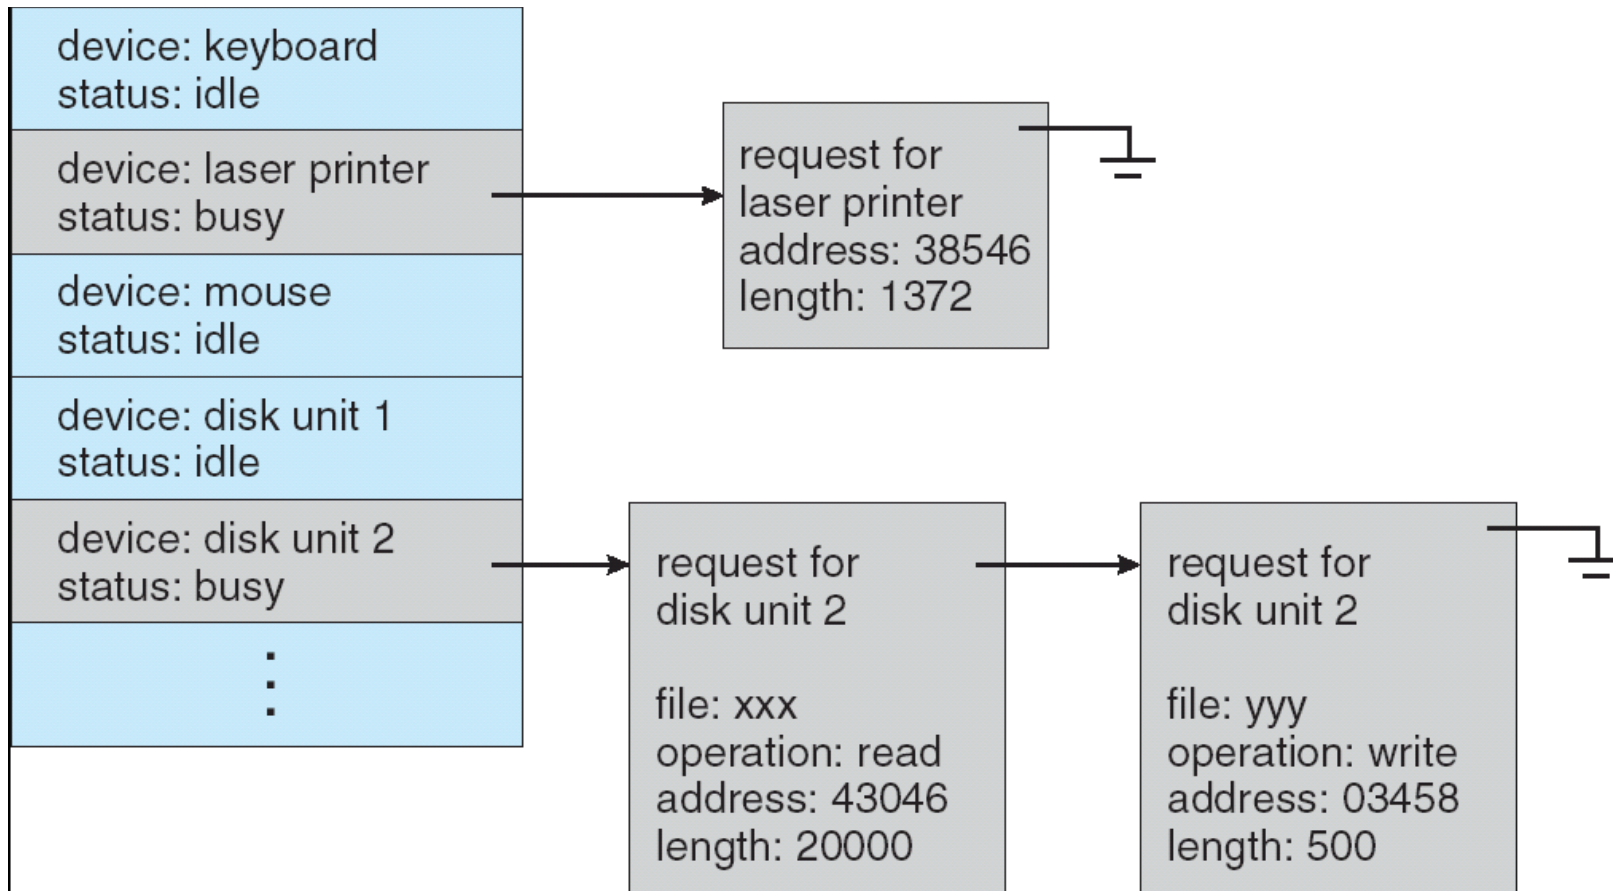 device: keyboard
status: idle
device: laser printer
status: busy
device: mouse
status: idle
device: disk unit 1
status: idle
device: disk unit 2
status: busy
request for
laser printer
address: 38546
length: 1372
request for
disk unit 2
file: xxx
operation: read
address: 43046
length: 20000
request for
disk unit 2
file: yyy
operation: write
address: 03458
length: 500